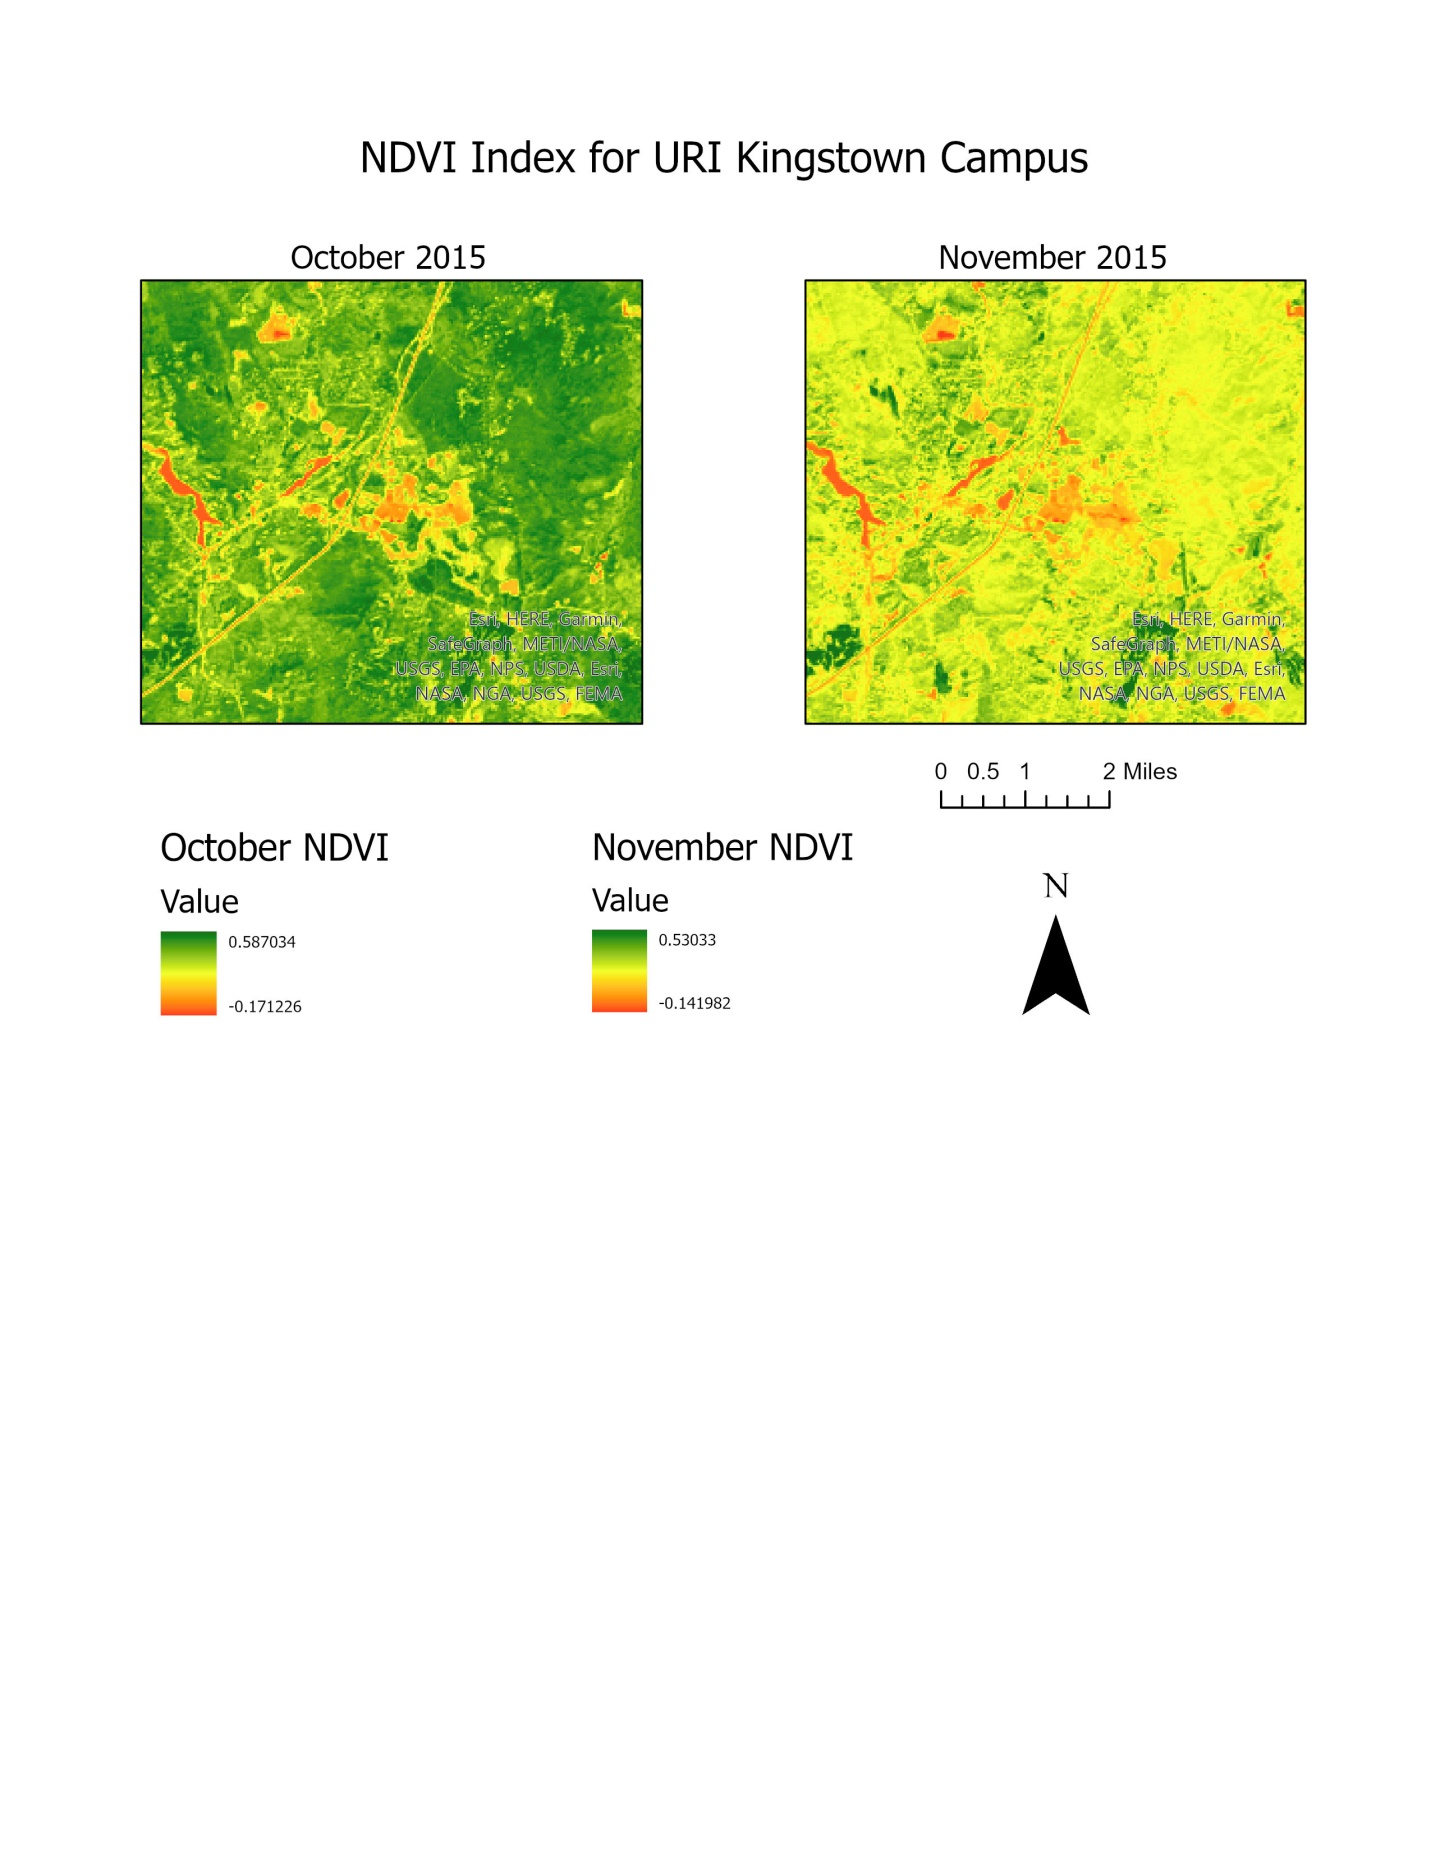 NDVI Index for URI Kingstown Campus
October 2015
November 2015
Esri, HERE, Garmin,
SafeGraph, METI/NASA,
USGS, EPA, NPS, USDA, Esri,
NASA, NGA, USGS, FEMA
Esri, HERE, Garmin,
SafeGraph, METI/NASA,
USGS, EPA, NPS, USDA, Esri,
NASA, NGA, USGS, FEMA
0 0.5 1 2 Miles
October NDVI
Value
0.587034
-0.171226
November NDVI
Value
0.53033
-0.141982
N